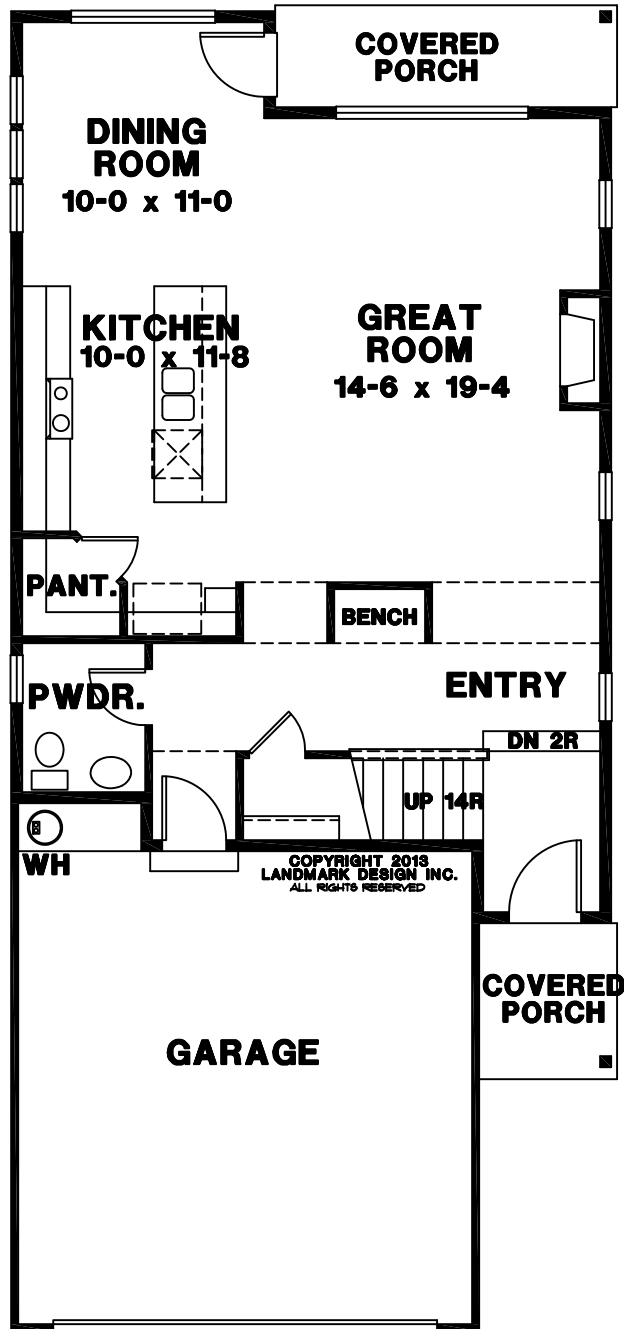 COVERED
PORCH
DINING
ROOM
10-0 x 11-0
KITCHEN
10-0 x 11-8
GREAT
ROOM
14-6 x 19-4
PANT.
BENCH
PWDR.
ENTRY
DN 2R
UP 14R
WH
COPYRIGHT 2013
LANDMARK DESIGN INC.
ALL RIGHTS RESERVED
COVERED
PORCH
GARAGE